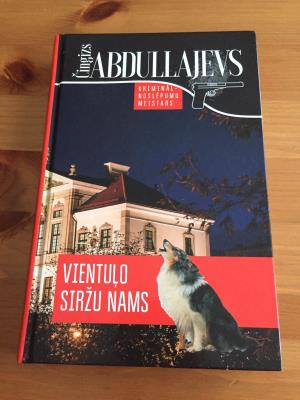 Čingizs
ABDULLAJEVS
KRIMINĀL-
NOSLĒPUMU
MEISTARS
VIENTUĻO
SIRŽU NAMS